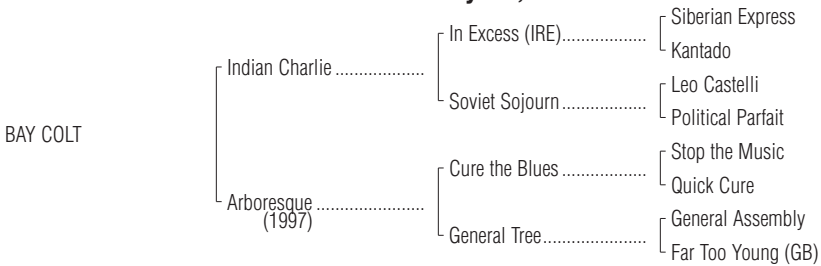 Siberian Express
In Excess (IRE)..................
Kantado
Indian Charlie ...................
Leo Castelli
Soviet Sojourn..................
Political Parfait
BAY COLT
Stop the Music
Cure the Blues ..................
Quick Cure
Arboresque ........................
(1997)
General Assembly
General Tree......................
Far Too Young (GB)